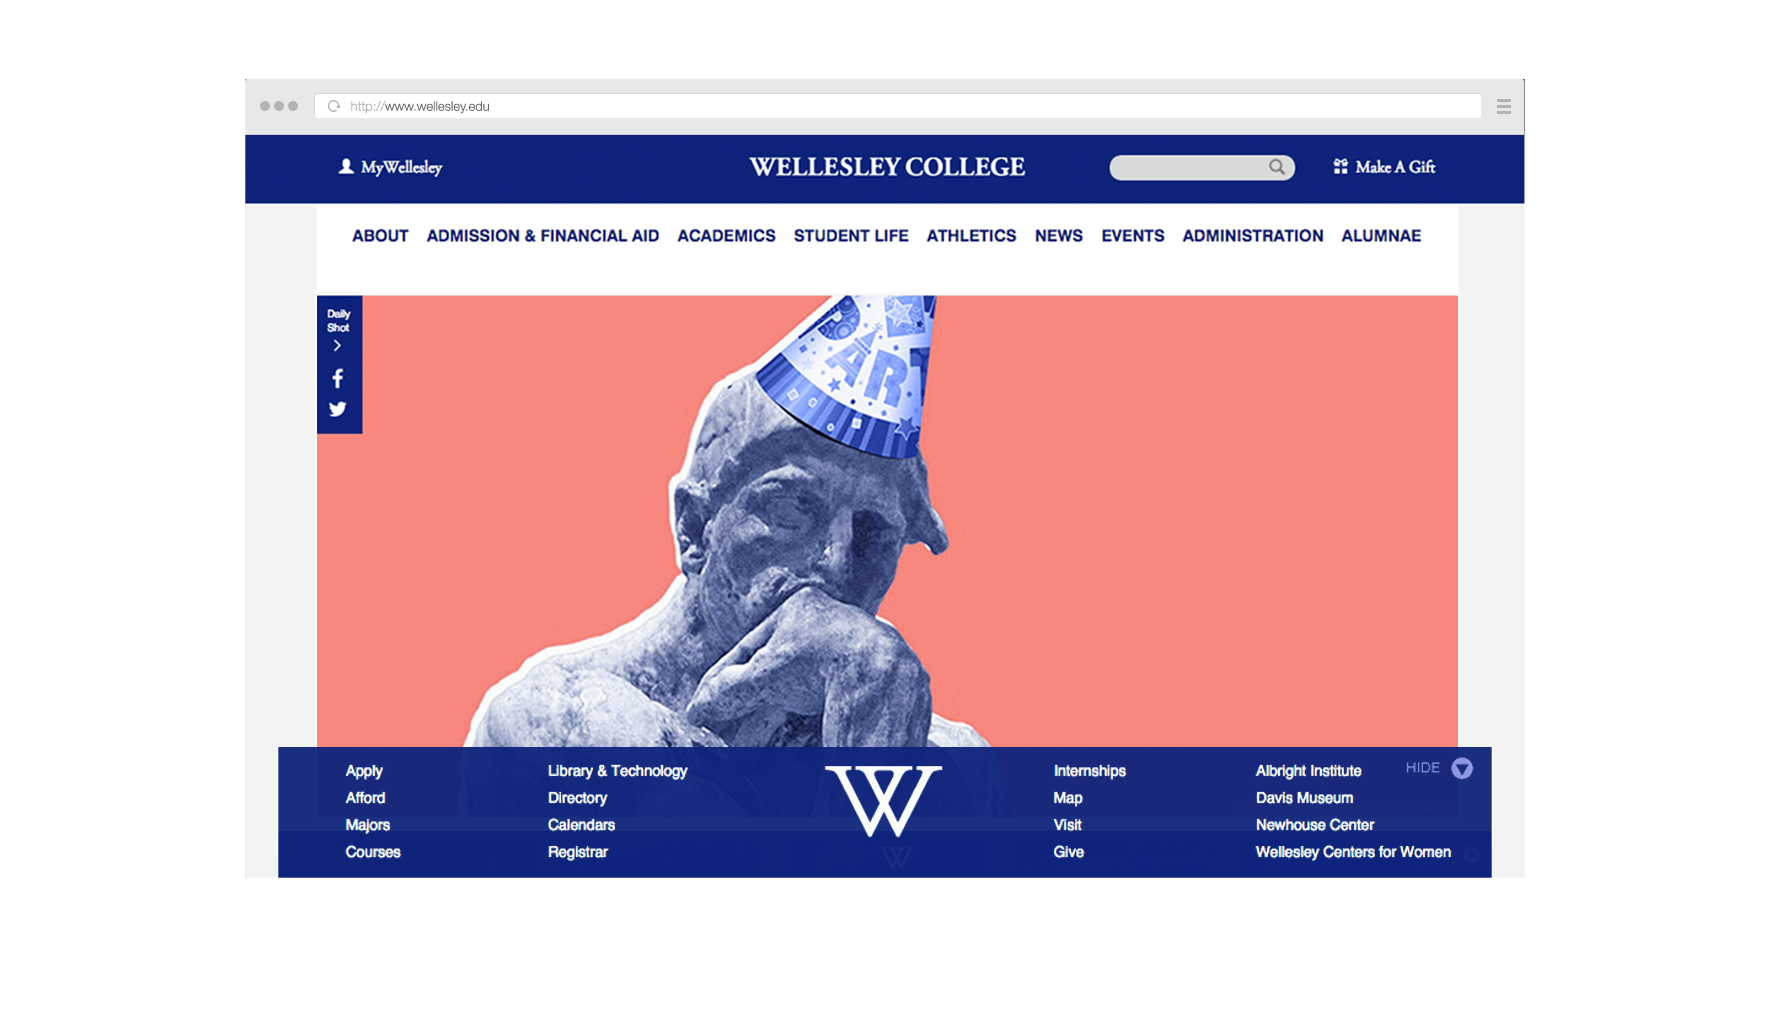 http://www.wellesley.edu
MyWellesley
WELLESLEY COLLEGE
Make A Gift
ABOUT ADMISSION & FINANCIAL AID ACADEMICS STUDENT LIFE ATHLETICS NEWS EVENTS ADMINISTRATION ALUMNAE
Daily
Shot
Apply
Afford
Majors
Courses
Library & Technology
Directory
Calendars
Registrar
W
Internships
Map
Visit
Give
Albright Institute
Davis Museum
Newhouse Center
Wellesley Centers for Women
HIDE